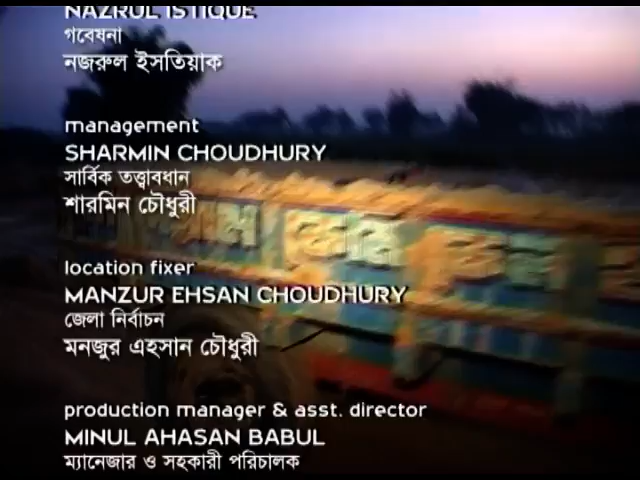 NAZRUL ISTIQUE
গবেষনা
নজরুল ইসতিয়াক
management
SHARMIN CHOUDHURY
সার্বিক তত্ত্বাবধান
শারমিন চৌধুরী
location fixer
MANZUR EHSAN CHOUDHURY
জেলা নির্বাচন
মনজুর এহসান চৌধুরী
production manager & asst. director
MINUL AHASAN BABUL
ম্যানেজার ও সহকারী পরিচালক